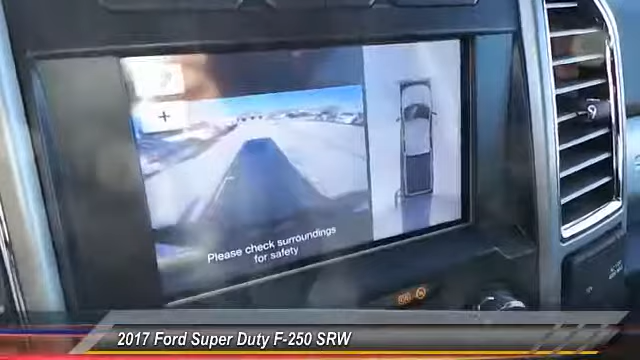 Please check surroundings
for safety
2017 Ford Super Duty F-250 SRW